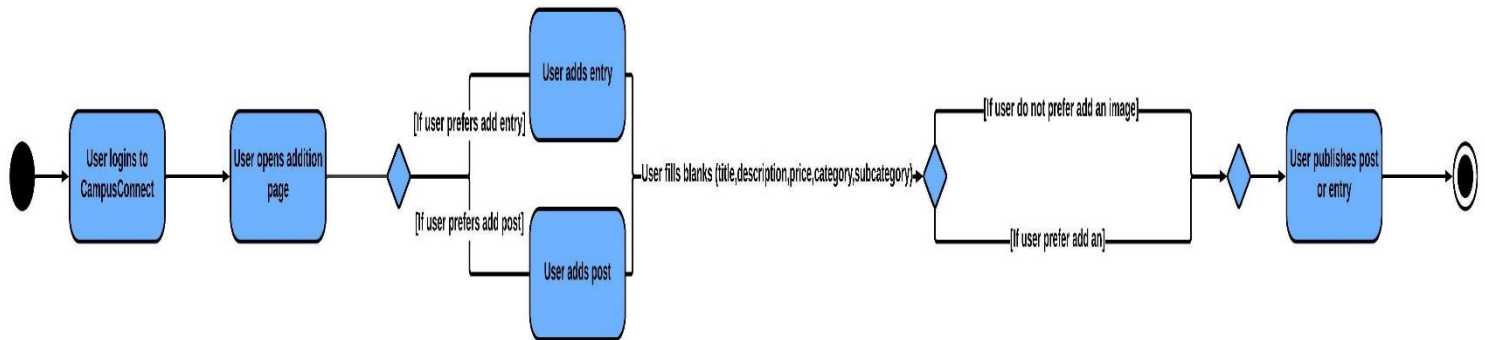 User logins to
CampusConnect
User opens addition
page
[If user prefers add entry]
[If user prefers add post]
User adds entry
User adds post
User fills blanks (title,description,price,category,subcategory)
[If user do not prefer add an image]
[If user prefer add an]
User publishes post
or entry